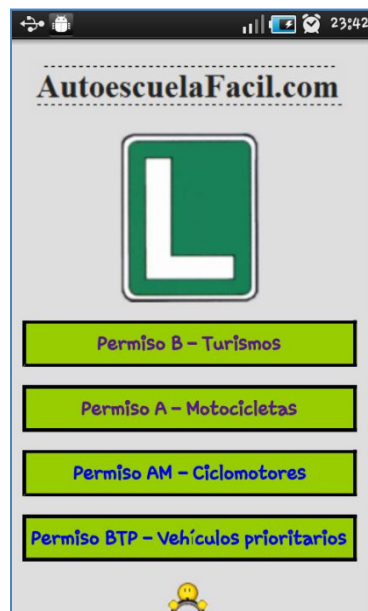 23:42
AutoescuelaFacil.com
L
Permiso B - Turismos
Permiso A - Motocicletas
Permiso AM - Ciclomotores
Permiso BTP - Vehículos prioritarios